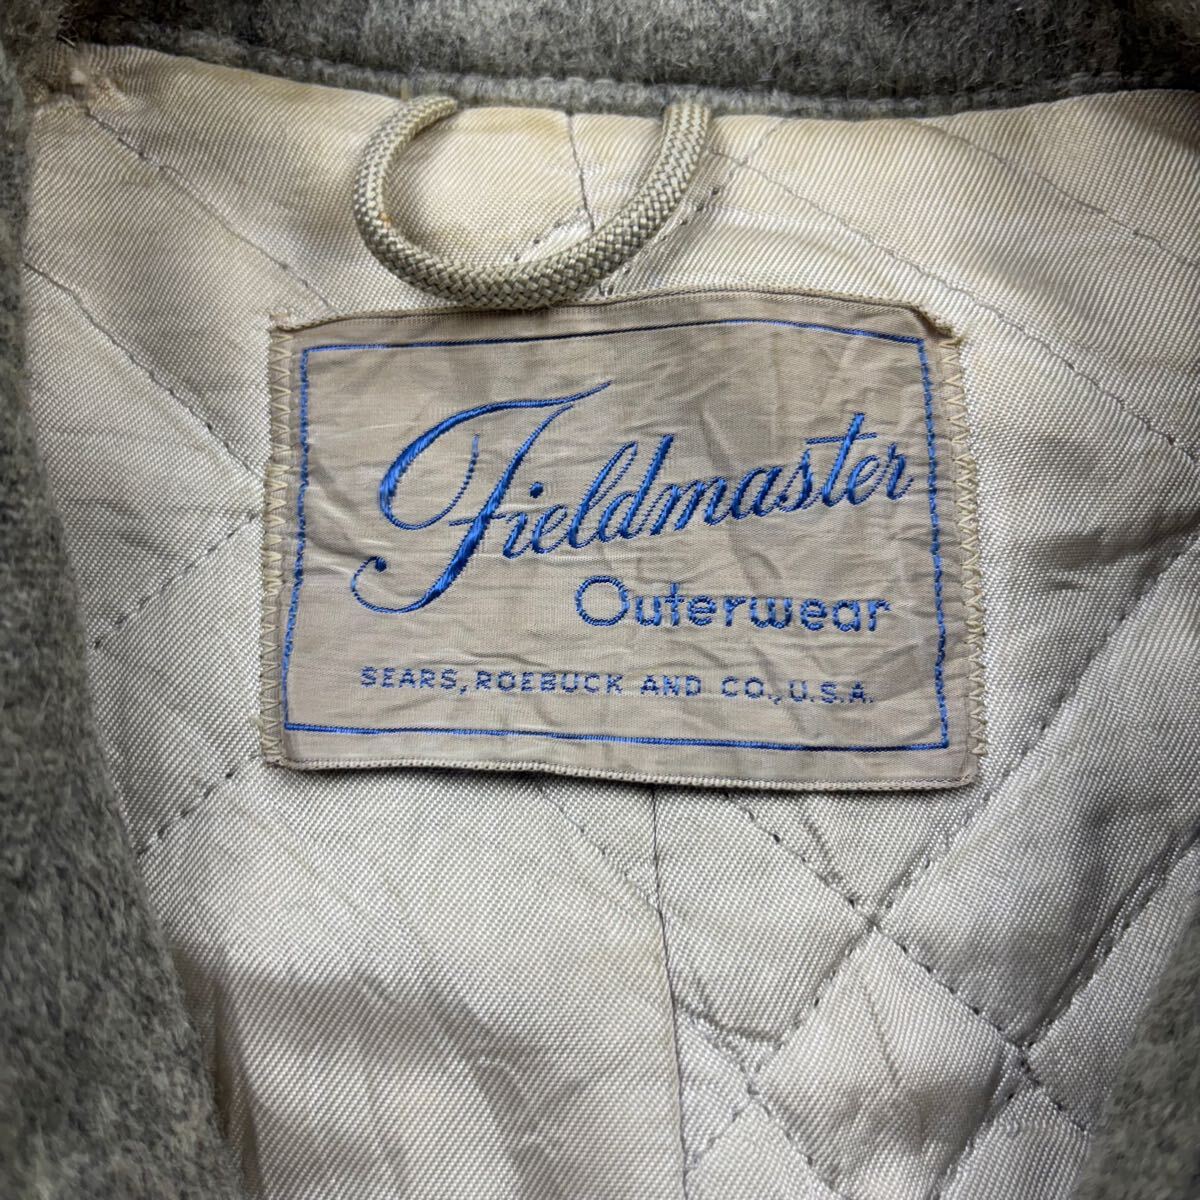 Fieldmaster
Outerwear
SEARS, ROEBUCK AND CO., U.S.A.